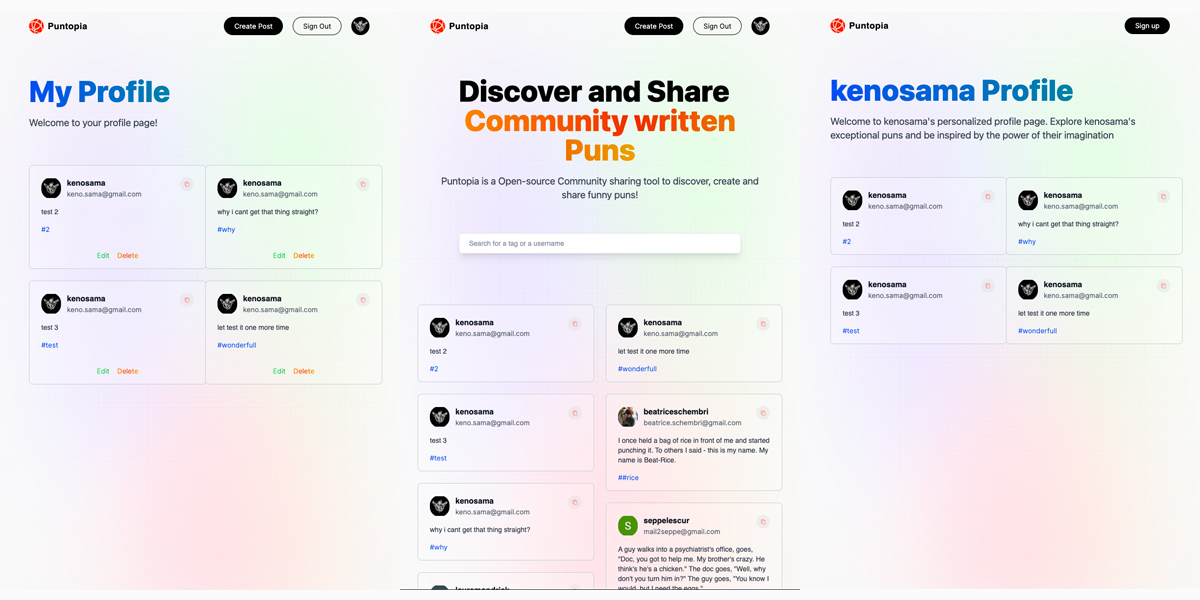 Puntopia
Create Post
Sign Out
My Profile
Welcome to your profile page!
kenosama
keno.sama@gmail.com
test 2
#2
Edit Delete
kenosama
keno.sama@gmail.com
why i cant get that thing straight?
#why
Edit Delete
kenosama
keno.sama@gmail.com
test 3
#test
Edit Delete
kenosama
keno.sama@gmail.com
let test it one more time
#wonderfull
Edit Delete
Puntopia
Create Post
Sign Out
Discover and Share
Community written
Puns
Puntopia is a Open-source Community sharing tool to discover, create and
share funny puns!
Search for a tag or a username
kenosama
keno.sama@gmail.com
test 2
#2
kenosama
keno.sama@gmail.com
test 3
#test
kenosama
keno.sama@gmail.com
why i cant get that thing straight?
#why
kenosama
keno.sama@gmail.com
let test it one more time
#wonderfull
beatriceschembri
beatrice.schembri@gmail.com
I once held a bag of rice in front of me and started
punching it. To others I said - this is my name. My
name is Beat-Rice.
##rice
S
seppelescur
mail2seppe@gmail.com
A guy walks into a psychiatrist's office, goes,
"Doc, you got to help me. My brother's crazy. He
think's he's a chicken." The doc goes, "Well, why
don't you turn him in?" The guy goes, "You know I
would, but I need the eggs."
Puntopia
Sign up
kenosama Profile
Welcome to kenosama's personalized profile page. Explore kenosama's
exceptional puns and be inspired by the power of their imagination
kenosama
keno.sama@gmail.com
test 2
#2
kenosama
keno.sama@gmail.com
why i cant get that thing straight?
#why
kenosama
keno.sama@gmail.com
test 3
#test
kenosama
keno.sama@gmail.com
let test it one more time
#wonderfull